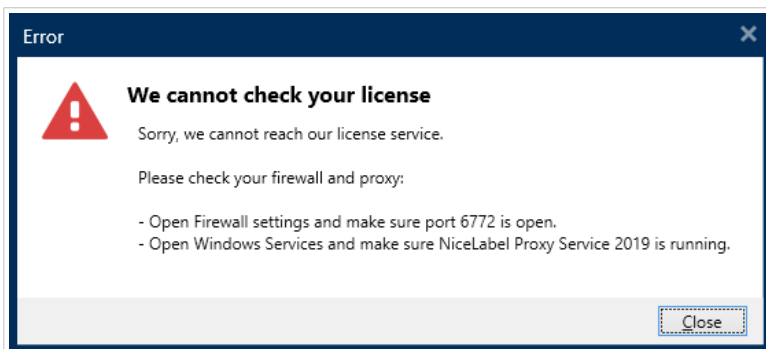 Error
We cannot check your license
Sorry, we cannot reach our license service.
Please check your firewall and proxy:
- Open Firewall settings and make sure port 6772 is open.
- Open Windows Services and make sure NiceLabel Proxy Service 2019 is running.
Close